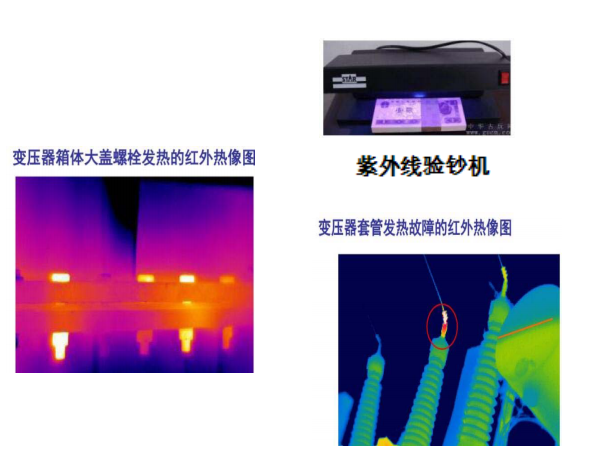 紫外线验钞机
变压器箱体大盖螺栓发热的红外热像图
变压器套管发热故障的红外热像图